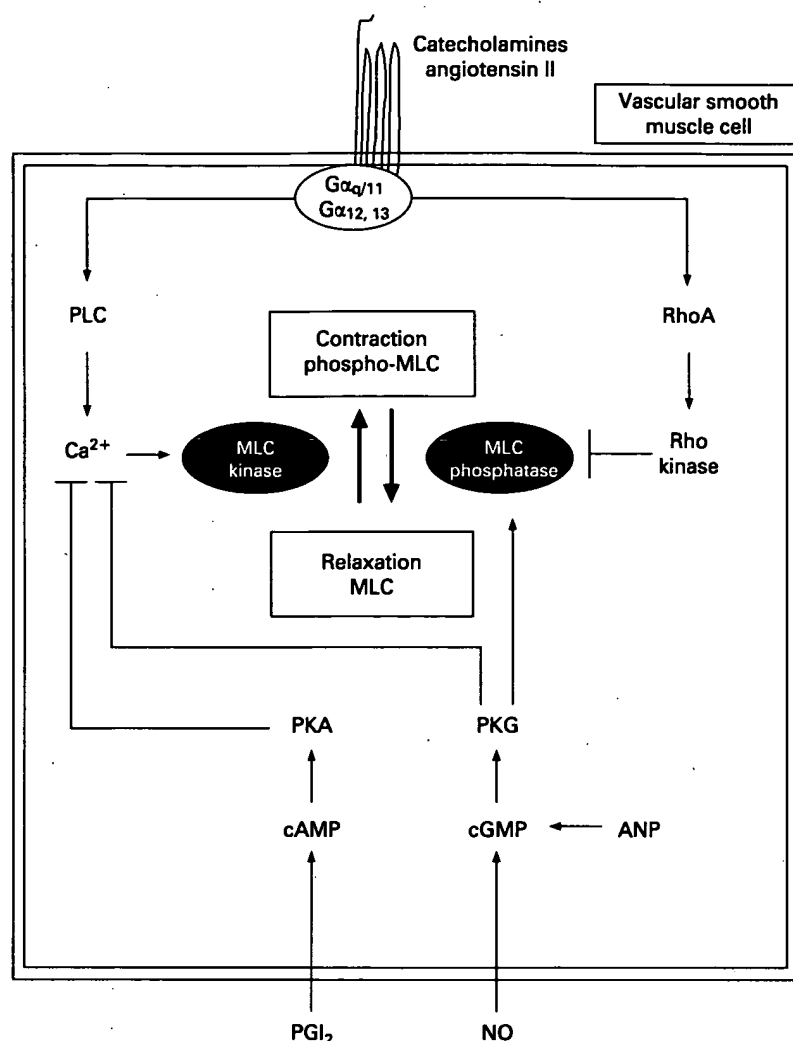 Catecholamines
angiotensin II
Vascular smooth
muscle cell
Gαq/11
Gα12, 13
PLC
RhoA
Contraction
phospho-MLC
Ca2+
MLC
kinase
MLC
phosphatase
Rho
kinase
Relaxation
MLC
PKA
PKG
cAMP
cGMP
ANP
PGI2
NO